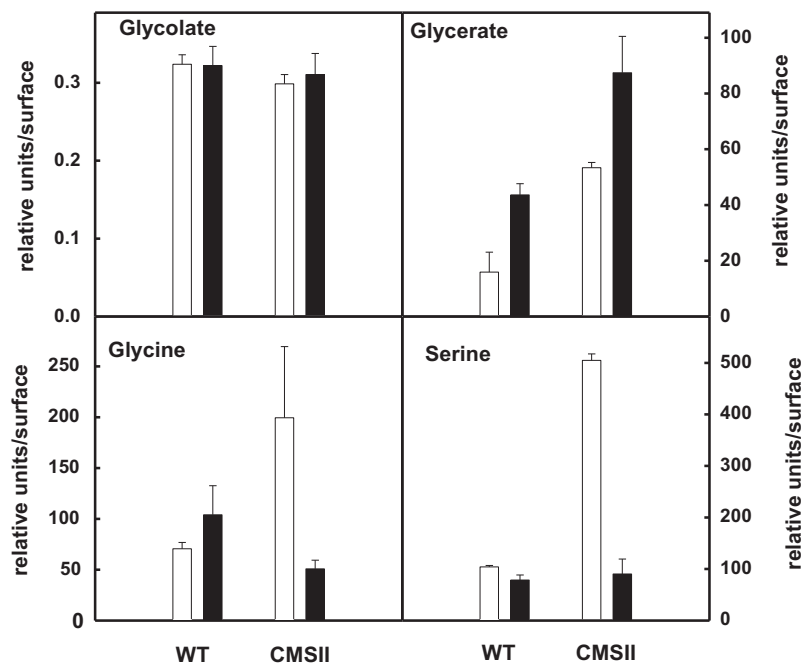 Glycolate
Glycerate
relative units/surface
0.3
0.2
0.1
0.0
100
80
60
40
20
0
relative units/surface
Glycine
Serine
relative units/surface
250
200
150
100
50
0
500
400
300
200
100
0
relative units/surface
WT
CMSII
WT
CMSII